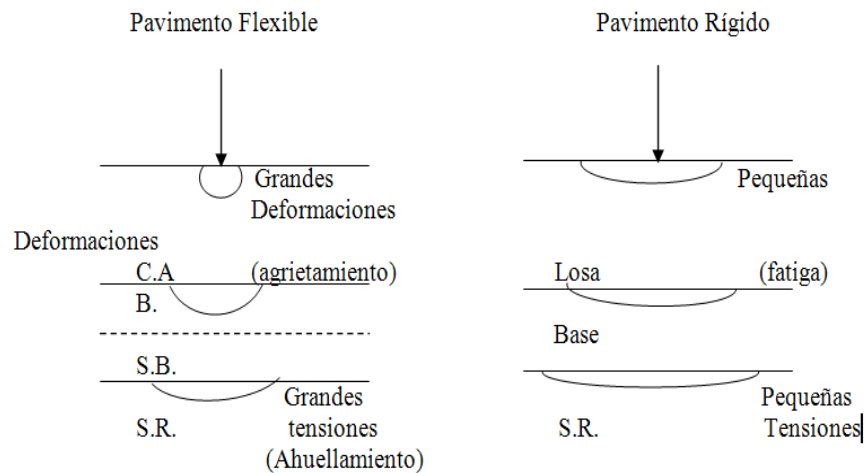 Pavimento Flexible
Pavimento Rígido
Grandes
Deformaciones
Pequeñas
Deformaciones
C.A (agrietamiento)
B.
S.B.
Grandes
S.R. tensiones
(Ahuellamiento)
Losa (fatiga)
Base
Pequeñas
S.R. Tensiones